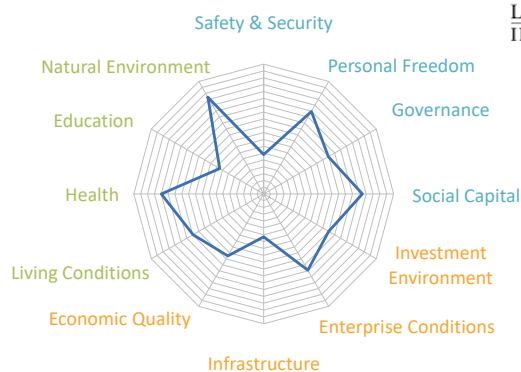 Safety & Security
Natural Environment
Personal Freedom
Education
Governance
Health
Social Capital
Living Conditions
Investment
Environment
Economic Quality
Enterprise Conditions
Infrastructure